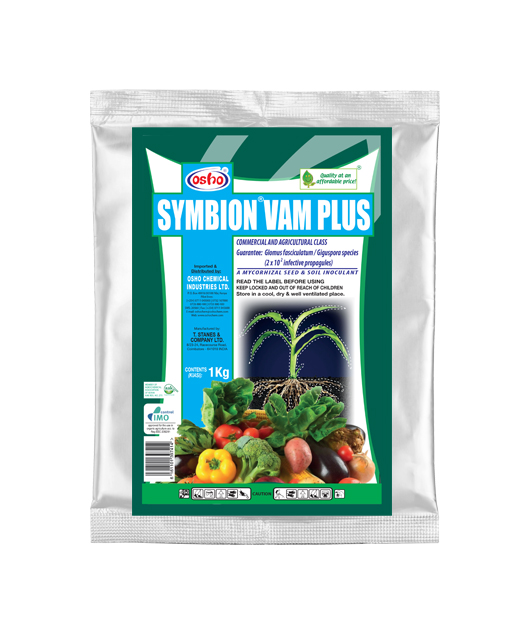 osho
Quality at an
affordable price!
®
SYMBION® VAM PLUS
COMMERCIAL AND AGRICULTURAL CLASS
Guarantee: Glomus fasciculatum / Gigaspora species
infective propagules)
A MYCORHIZAL SEED & SOIL INOCULANT
READ THE LABEL BEFORE USING
KEEP LOCKED AND OUT OF REACH OF CHILDREN
Store in a cool, dry & well ventilated place.
Imported &
Distributed by:
OSHO CHEMICAL
INDUSTRIES LTD.
Manufactured by
T. STANES &
COMPANY LTD.
CONTENTS
1Kg
IMO
CAUTION